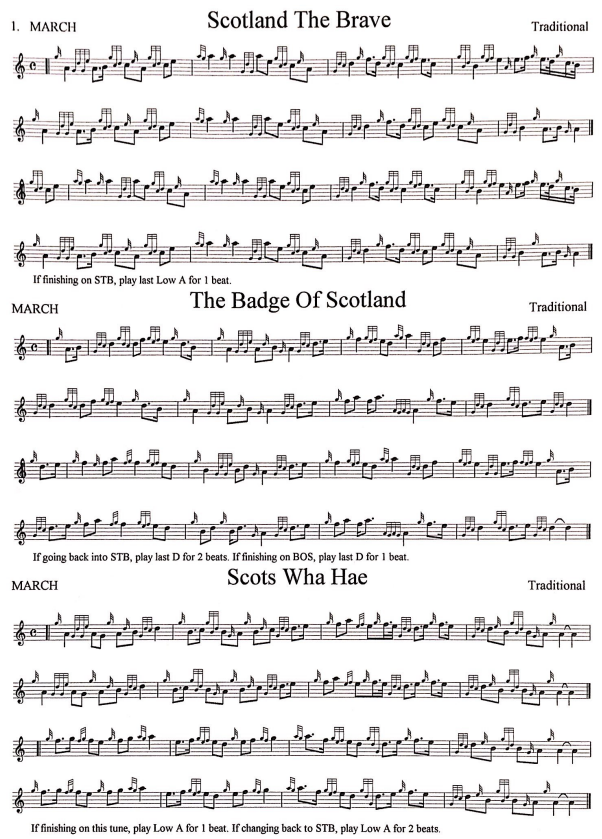 Scotland The Brave
1. MARCH
Traditional
If finishing on STB, play last Low A for 1 beat.
The Badge Of Scotland
MARCH
Traditional
If going back into STB, play last D for 2 beats. If finishing on BOS, play last D for 1 beat.
Scots Wha Hae
MARCH
Traditional
If finishing on this tune, play Low A for 1 beat. If changing back to STB, play Low A for 2 beats.